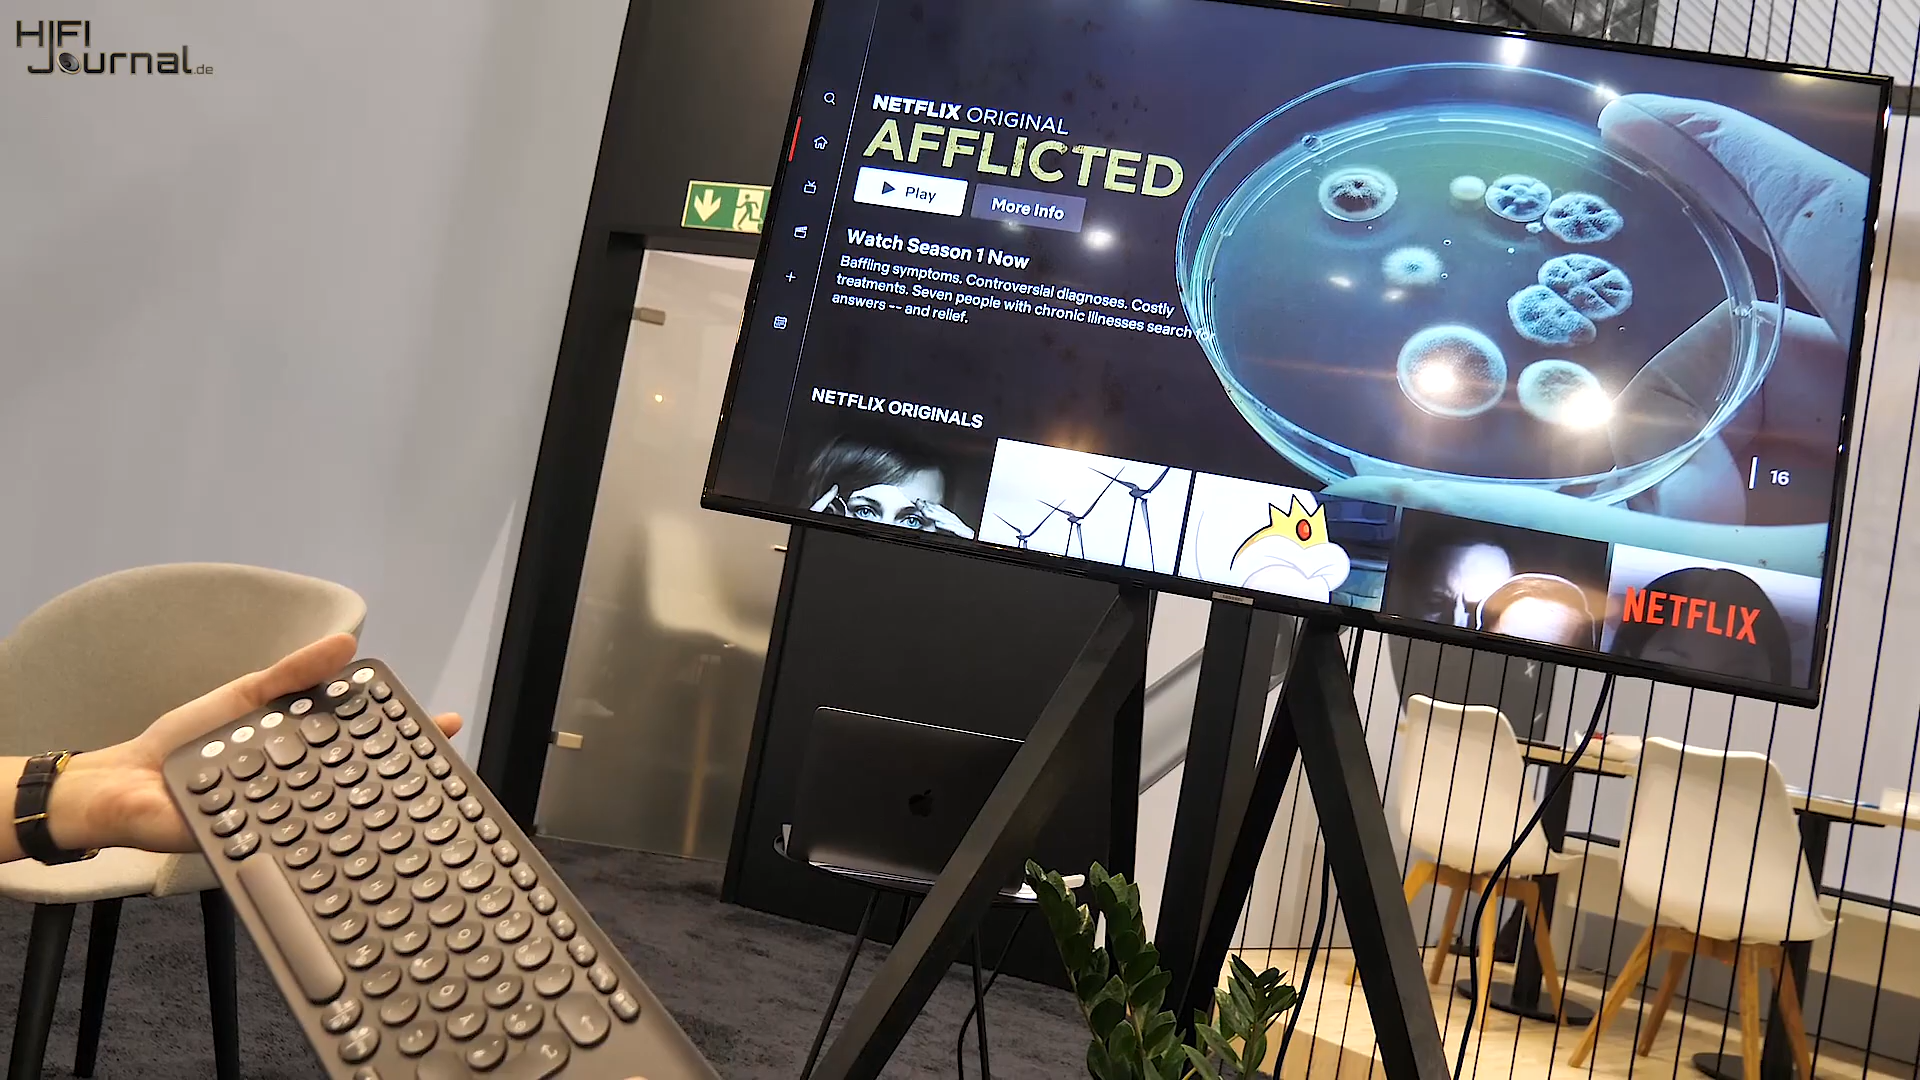 HIFI
Journal.de
NETFLIX ORIGINAL
AFFLICTED
Play
More Info
Watch Season 1 Now
Baffling symptoms. Controversial diagnoses. Costly
treatments. Seven people with chronic illnesses search for
answers -- and relief.
16
NETFLIX ORIGINALS
NETFLIX